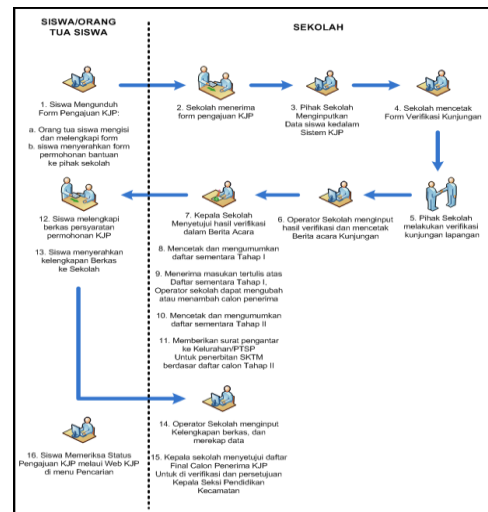 SISWA/ORANG
TUA SISWA
SEKOLAH
1. Siswa Mengunduh
Form Pengajuan KJP:
a. Orang tua siswa mengisi
dan melengkapi form
b. siswa menyerahkan form
permohonan bantuan
ke pihak sekolah
2. Sekolah menerima
form pengajuan KJP
3. Pihak Sekolah
Menginputkan
Data siswa kedalam
Sistem KJP
4. Sekolah mencetak
Form Verifikasi Kunjungan
5. Pihak Sekolah
melakukan verifikasi
kunjungan lapangan
6. Operator Sekolah menginput
hasil verifikasi dan mencetak
Berita acara Kunjungan
7. Kepala Sekolah
Menyetujui hasil verifikasi
dalam Berita Acara
8. Mencetak dan mengumumkan
daftar sementara Tahap I
9. Menerima masukan tertulis atas
Daftar sementara Tahap I,
Operator sekolah dapat mengubah
atau menambah calon penerima
10. Mencetak dan mengumumkan
daftar sementara Tahap II
11. Memberikan surat pengantar
ke Kelurahan/PTSP
Untuk penerbitan SKTM
berdasar daftar calon Tahap II
12. Siswa melengkapi
berkas persyaratan
permohonan KJP
13. Siswa menyerahkan
kelengkapan Berkas
ke Sekolah
14. Operator Sekolah menginput
Kelengkapan berkas, dan
merekap data
15. Kepala sekolah menyetujui daftar
Final Calon Penerima KJP
Untuk di verifikasi dan persetujuan
Kepala Seksi Pendidikan
Kecamatan
16. Siswa Memeriksa Status
Pengajuan KJP melaui Web KJP
di menu Pencarian